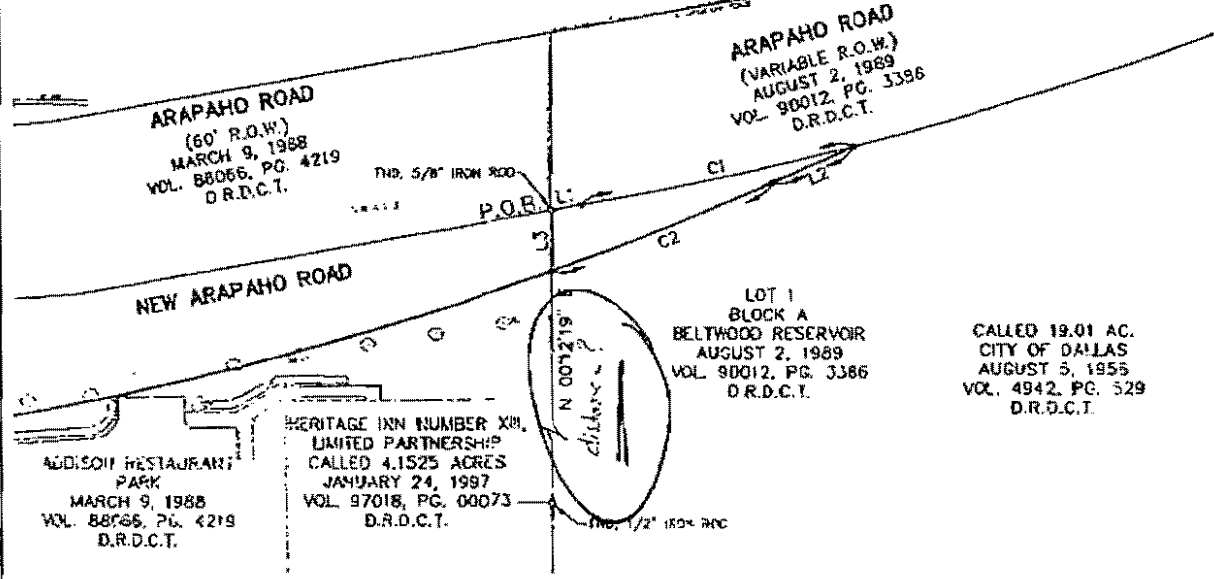 ARAPAHO ROAD
(60' R.O.W.)
MARCH 9, 1988
VOL. 88066, PG. 4219
D.R.D.C.T.
ARAPAHO ROAD
(VARIABLE R.O.W.)
AUGUST 2, 1989
VOL. 90012, PG. 3386
D.R.D.C.T.
FND. 5/8" IRON ROD
P.O.B.
C1
L2
L3
C2
NEW ARAPAHO ROAD
N 00°12'19" E
distance?
LOT 1
BLOCK A
BELTWOOD RESERVOIR
AUGUST 2, 1989
VOL. 90012, PG. 3386
D.R.D.C.T.
CALLED 19.01 AC.
CITY OF DALLAS
AUGUST 5, 1955
VOL. 4942, PG. 529
D.R.D.C.T.
HERITAGE INN NUMBER XIII,
LIMITED PARTNERSHIP
CALLED 4.1525 ACRES
JANUARY 24, 1997
VOL. 97018, PG. 00073
D.R.D.C.T.
ADDISON RESTAURANT
PARK
MARCH 9, 1988
VOL. 88066, PG. 4219
D.R.D.C.T.
FND. 1/2" IRON ROD